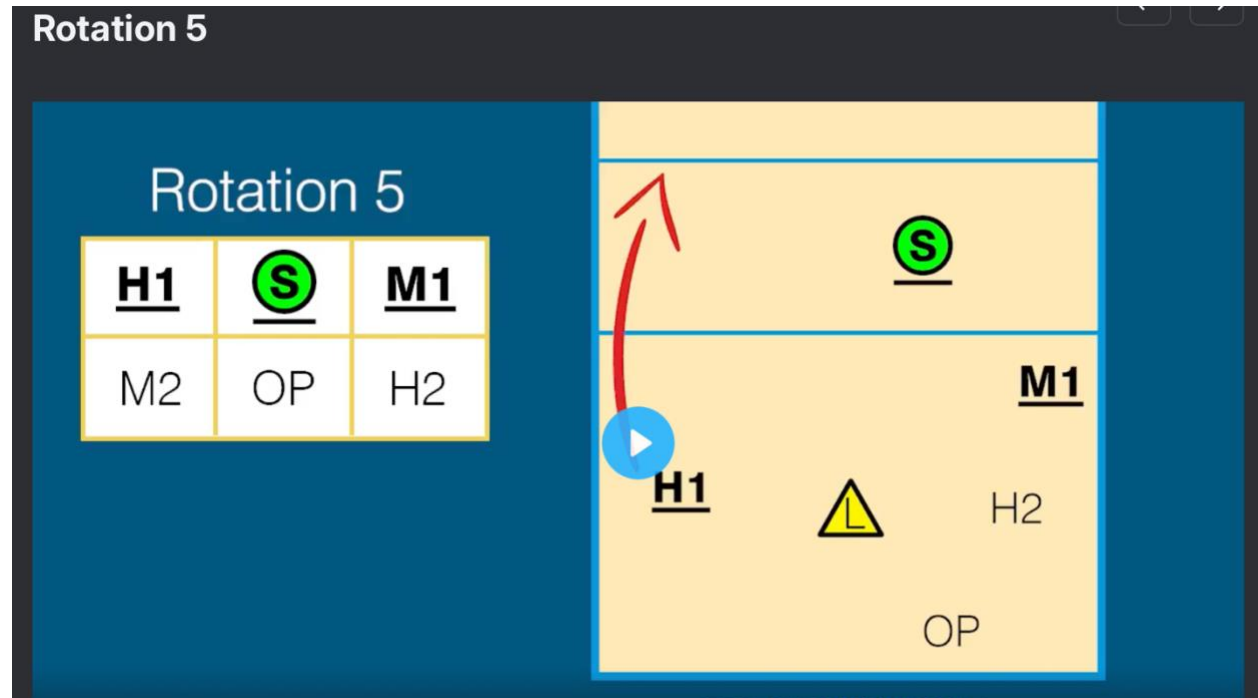 Rotation 5
Rotation 5
H1 S M1
M2 OP H2
S
M1
H1 L H2
OP